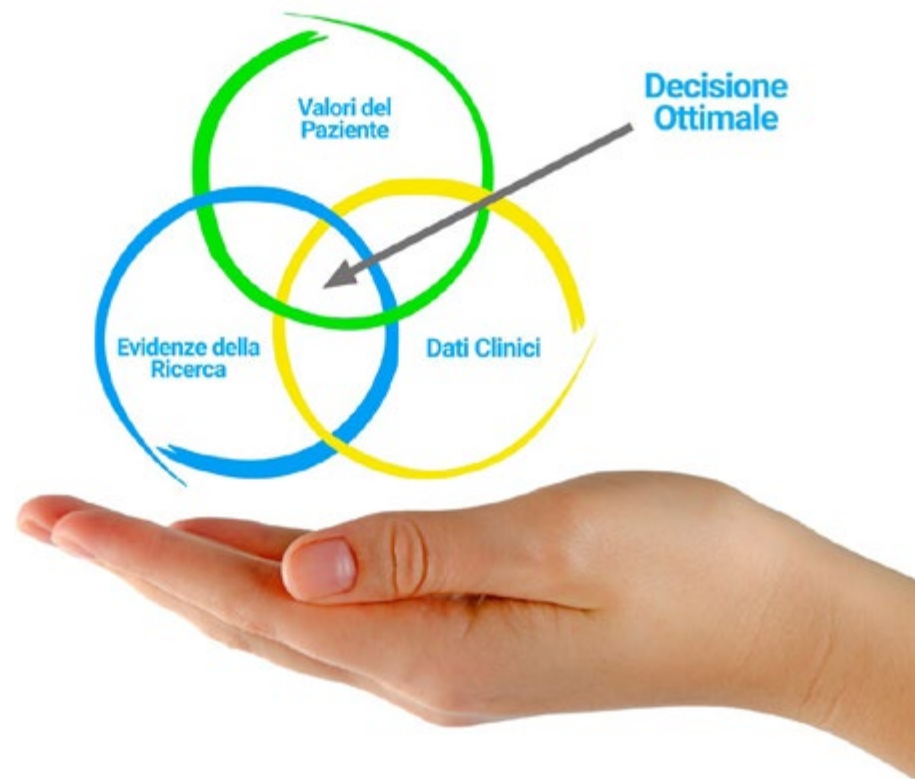 Valori del
Paziente
Decisione
Ottimale
Evidenze della
Ricerca
Dati Clinici